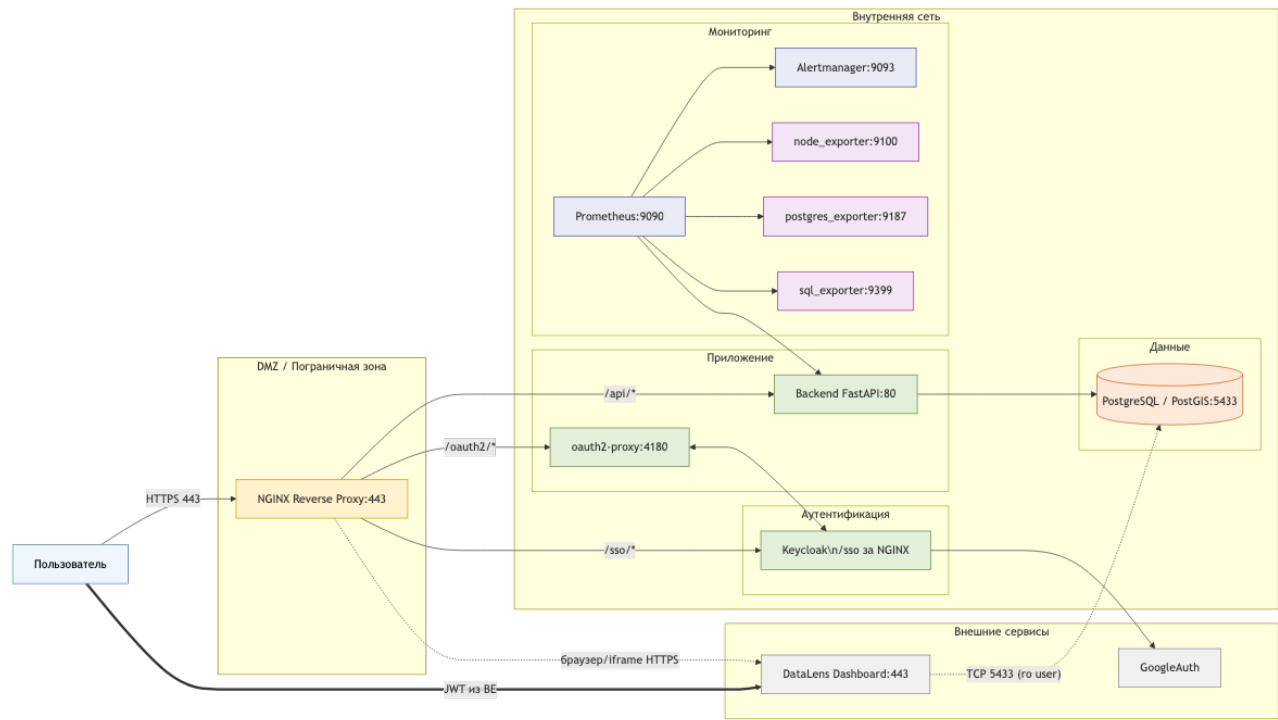 Внутренняя сеть
Мониторинг
Alertmanager:9093
node_exporter:9100
Prometheus:9090
postgres_exporter:9187
sql_exporter:9399
DMZ / Пограничная зона
Приложение
Данные
/api/*
Backend FastAPI:80
PostgreSQL / PostGIS:5433
/oauth2/*
oauth2-proxy:4180
HTTPS 443
NGINX Reverse Proxy:443
Аутентификация
/sso/*
Keycloak\n/sso за NGINX
Пользователь
Внешние сервисы
браузер/iframe HTTPS
DataLens Dashboard:443
TCP 5433 (ro user)
GoogleAuth
JWT из BE